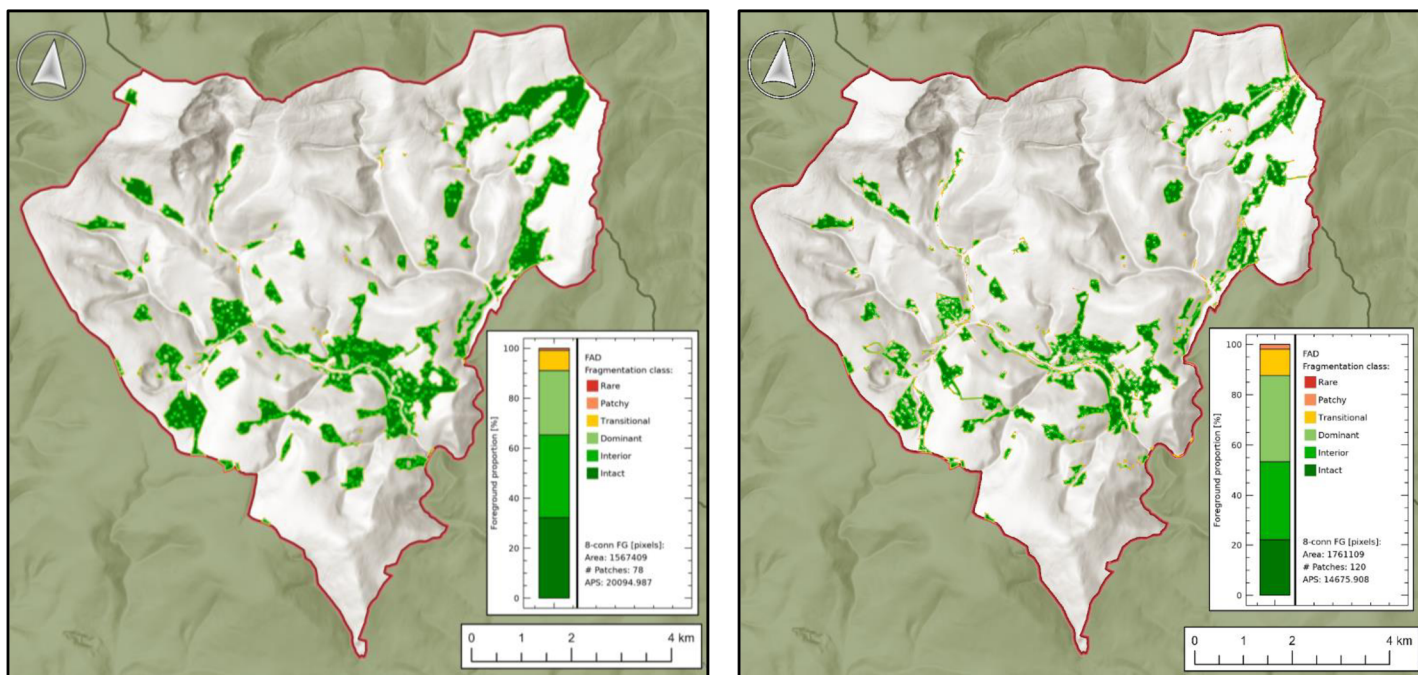 100
80
60
40
20
0
Foreground proportion [%]
FAD
Fragmentation class:
Rare
Patchy
Transitional
Dominant
Interior
Intact
8-conn FG [pixels]:
Area: 1567409
# Patches: 78
APS: 20094.987
0 1 2 4 km
100
80
60
40
20
0
Foreground proportion [%]
FAD
Fragmentation class:
Rare
Patchy
Transitional
Dominant
Interior
Intact
8-conn FG [pixels]:
Area: 1761109
# Patches: 120
APS: 14675.908
0 1 2 4 km